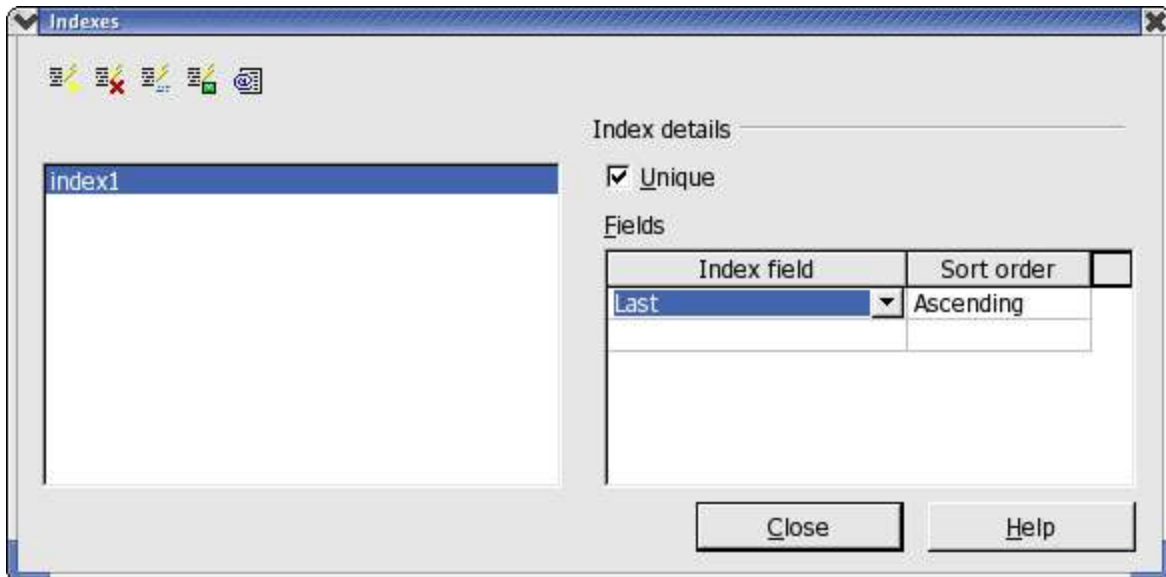 Indexes
Index details
index1
Unique
Fields
Index field Sort order
Last Ascending
Close Help